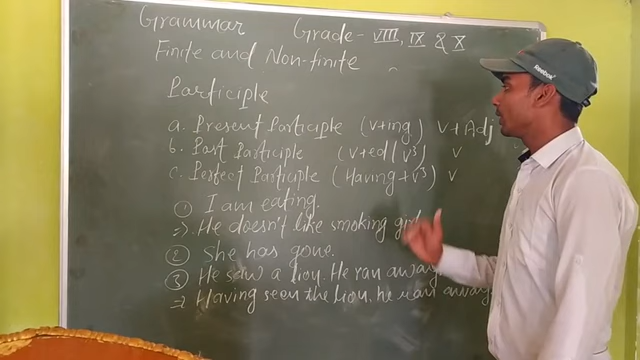 Grammar Grade - VIII, IX & X
Finite and Non-finite
Participle
a. Present Participle (v+ing) V + Adj
b. Past Participle (v+ed/v³) v
c. Perfect Participle (Having+v³) v
① I am eating.
=> He doesn't like smoking
② She has gone.
③ He saw a lion. He ran away.
=> Having seen the lion, he ran away
Reebok